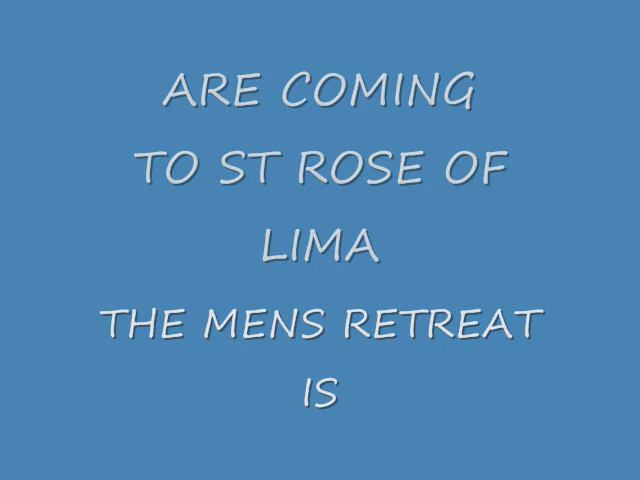 ARE COMING
TO ST ROSE OF
LIMA
THE MENS RETREAT
IS